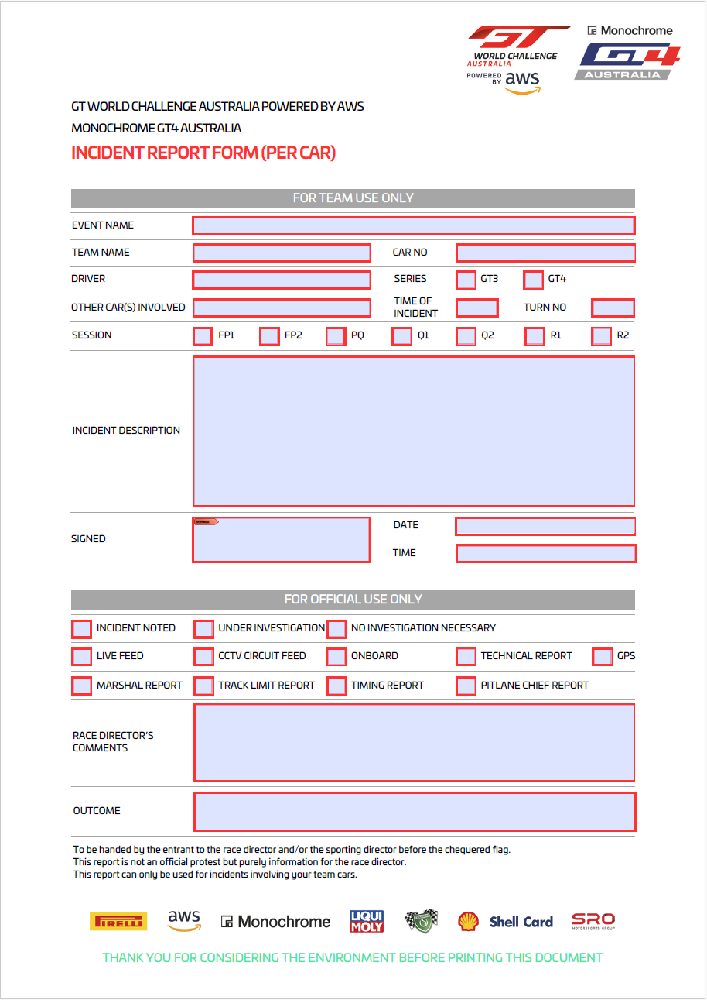 GT
WORLD CHALLENGE
AUSTRALIA
POWERED BY aws
Monochrome
GT4
AUSTRALIA
GT WORLD CHALLENGE AUSTRALIA POWERED BY AWS
MONOCHROME GT4 AUSTRALIA
INCIDENT REPORT FORM (PER CAR)
FOR TEAM USE ONLY
EVENT NAME
TEAM NAME CAR NO
DRIVER SERIES GT3 GT4
OTHER CAR(S) INVOLVED TIME OF INCIDENT TURN NO
SESSION FP1 FP2 PQ Q1 Q2 R1 R2
INCIDENT DESCRIPTION
SIGNED
DATE
TIME
FOR OFFICIAL USE ONLY
INCIDENT NOTED UNDER INVESTIGATION NO INVESTIGATION NECESSARY
LIVE FEED CCTV CIRCUIT FEED ONBOARD TECHNICAL REPORT GPS
MARSHAL REPORT TRACK LIMIT REPORT TIMING REPORT PITLANE CHIEF REPORT
RACE DIRECTOR'S
COMMENTS
OUTCOME
To be handed by the entrant to the race director and/or the sporting director before the chequered flag.
This report is not an official protest but purely information for the race director.
This report can only be used for incidents involving your team cars.
PIRELLI aws Monochrome LIQUI MOLY Shell Card SRO MOTORSPORTS GROUP
THANK YOU FOR CONSIDERING THE ENVIRONMENT BEFORE PRINTING THIS DOCUMENT